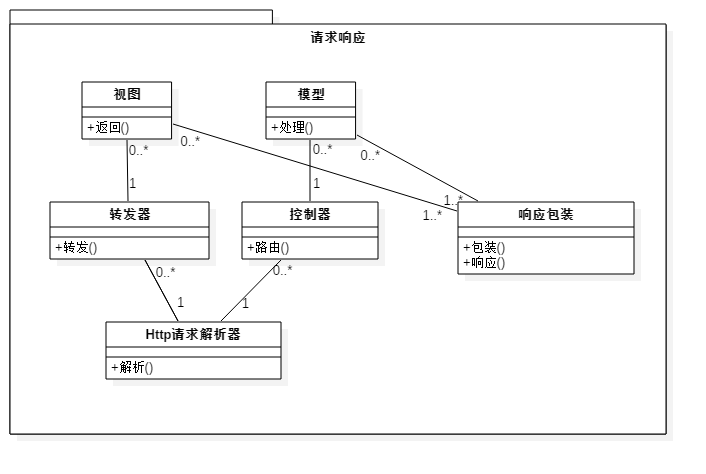 请求响应
视图
+返回()
模型
+处理()
0..*
0..*
0..*
0..*
1
1
1..*
1..*
转发器
+转发()
控制器
+路由()
响应包装
+包装()
+响应()
0..*
0..*
1
1
Http请求解析器
+解析()